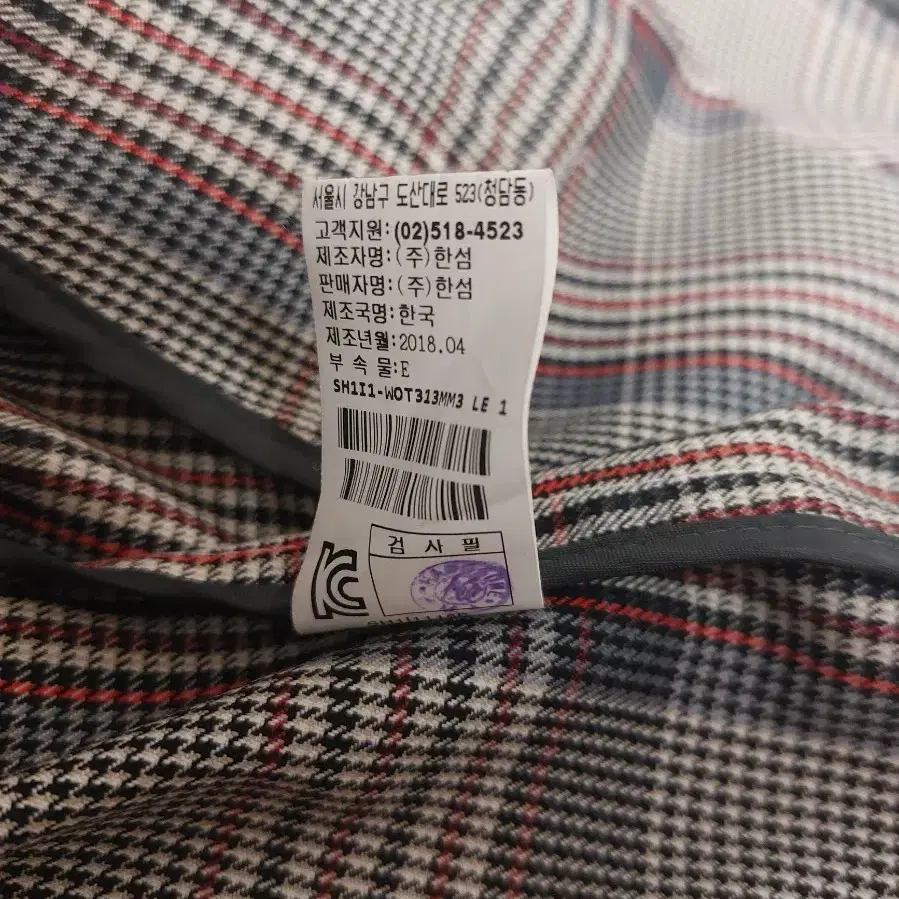 서울시 강남구 도산대로 523(청담동)
고객지원:(02)518-4523
제조자명:(주)한섬
판매자명:(주)한섬
제조국명:한국
제조년월:2018.04
부 속 물:E
SH1I1-WOT313MM3 LE 1
검 사 필